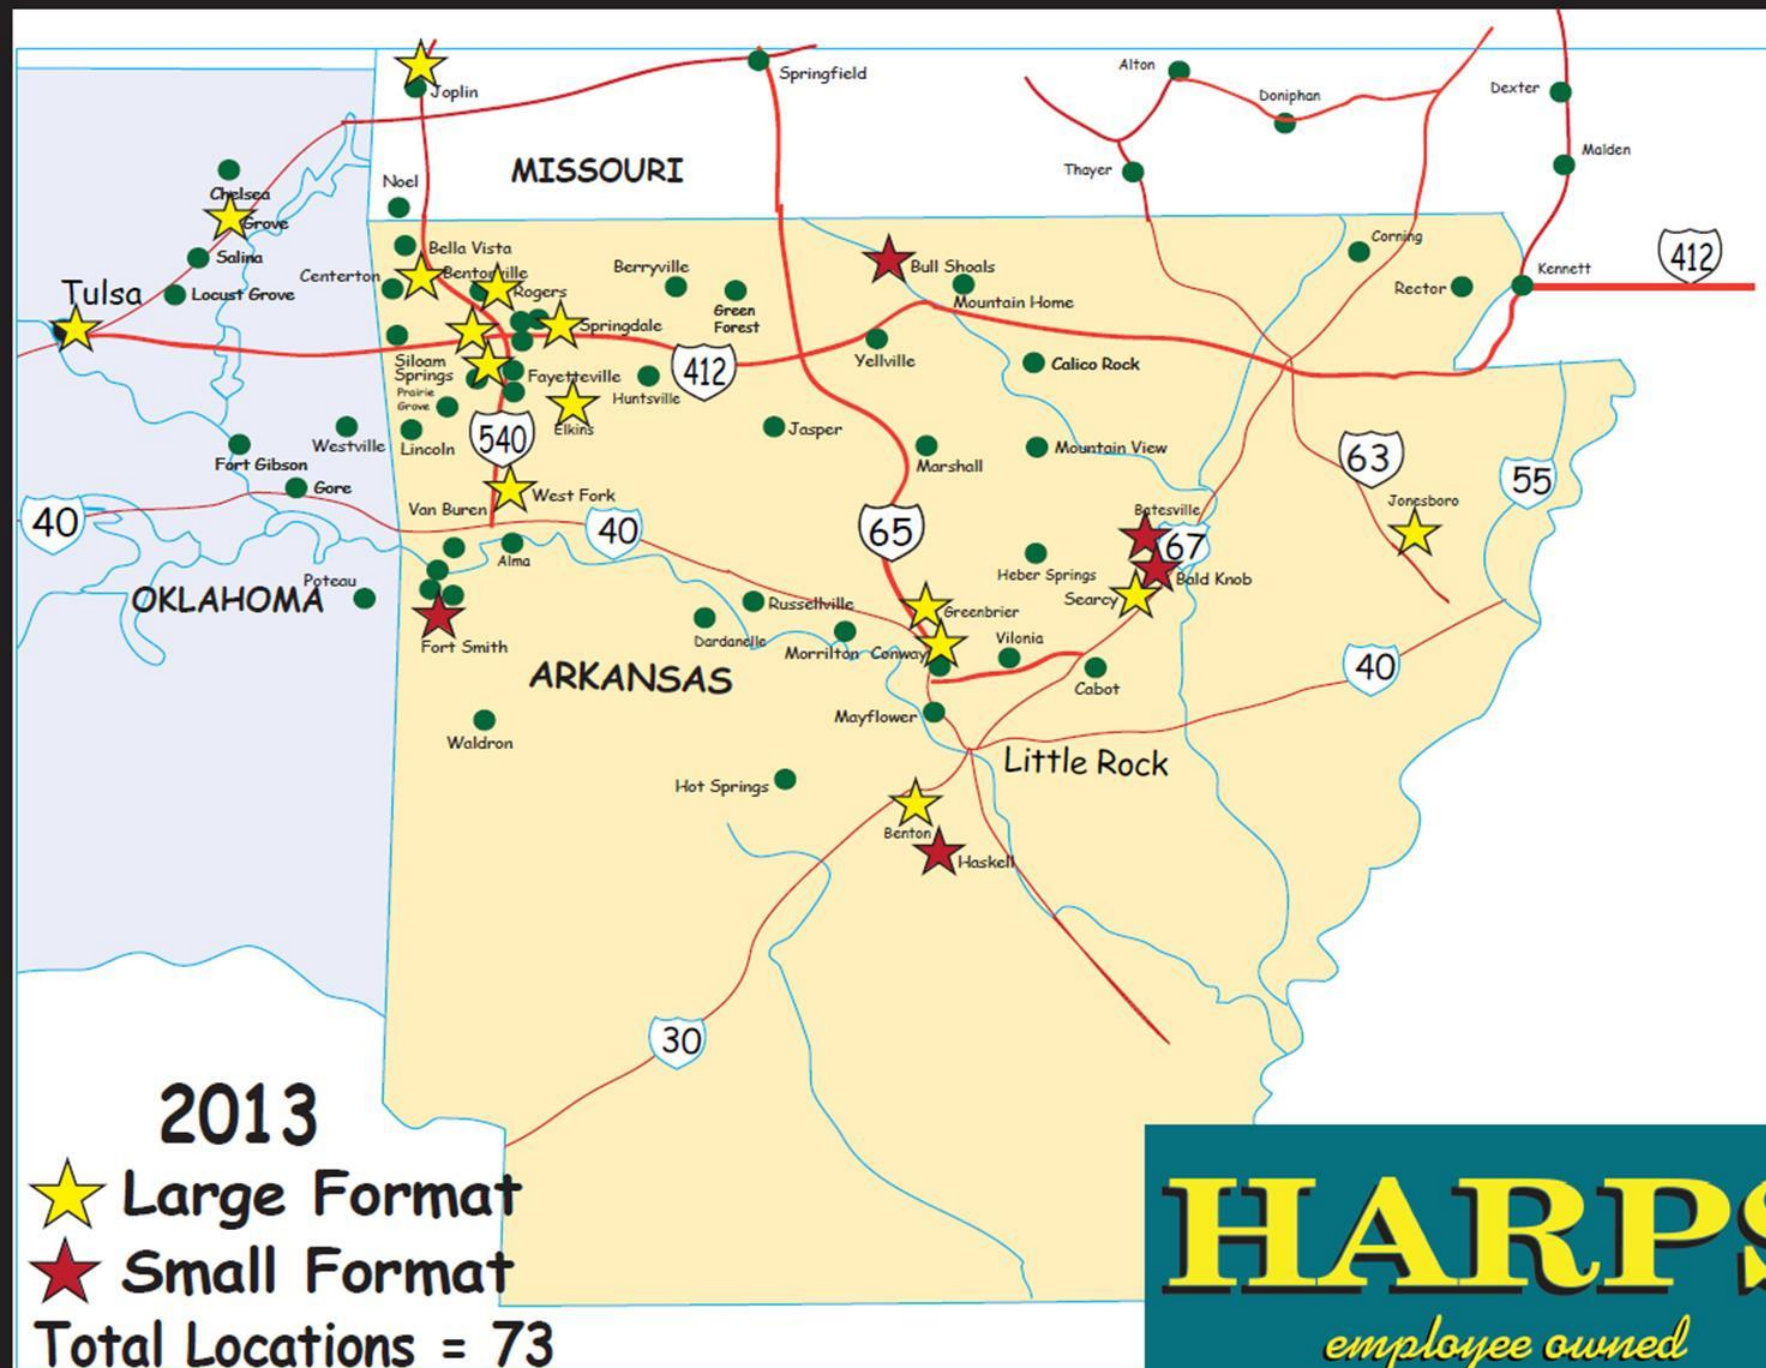 Springfield
Alton
Joplin
Doniphan
Dexter
Malden
MISSOURI
Thayer
Noel
Chelsea
Grove
Corning
412
Bella Vista
Salina
Centerton
Bentonville
Berryville
Bull Shoals
Kennett
Tulsa
Locust Grove
Rogers
Rector
Mountain Home
Green
Forest
Springdale
Siloam
Springs
412
Yellville
Calico Rock
Fayetteville
Prairie
Grove
Huntsville
Elkins
Jasper
Westville
Lincoln
540
Mountain View
63
Fort Gibson
Marshall
55
Gore
West Fork
Jonesboro
Van Buren
Batesville
40
40
65
67
Alma
Heber Springs
Bald Knob
Poteau
OKLAHOMA
Searcy
Russellville
Greenbrier
Dardanelle
Vilonia
Fort Smith
Morrilton
Conway
40
ARKANSAS
Cabot
Mayflower
Waldron
Little Rock
Hot Springs
Benton
Haskell
30
2013
Large Format
Small Format
Total Locations = 73
HARPS
employee owned